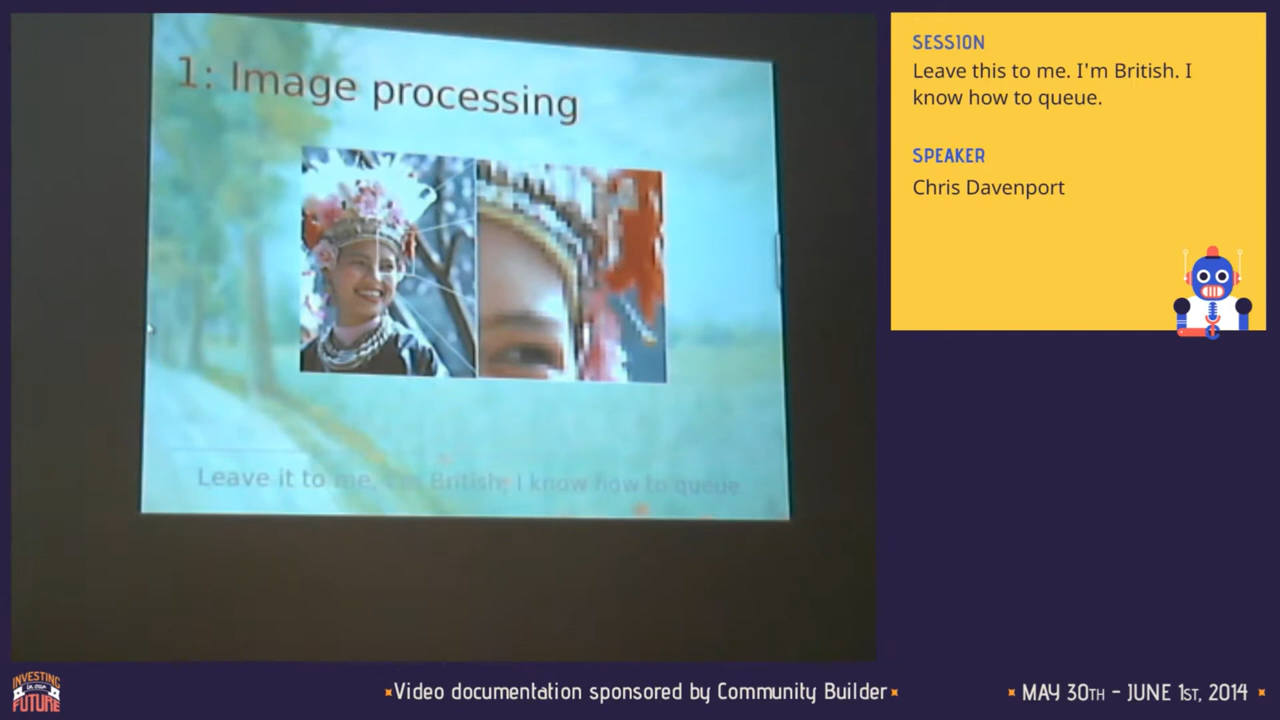 1: Image processing
Leave it to me. I'm British; I know how to queue.
SESSION
Leave this to me. I'm British. I
know how to queue.
SPEAKER
Chris Davenport
INVESTING
IN OUR
FUTURE
Video documentation sponsored by Community Builder
MAY 30TH - JUNE 1ST, 2014